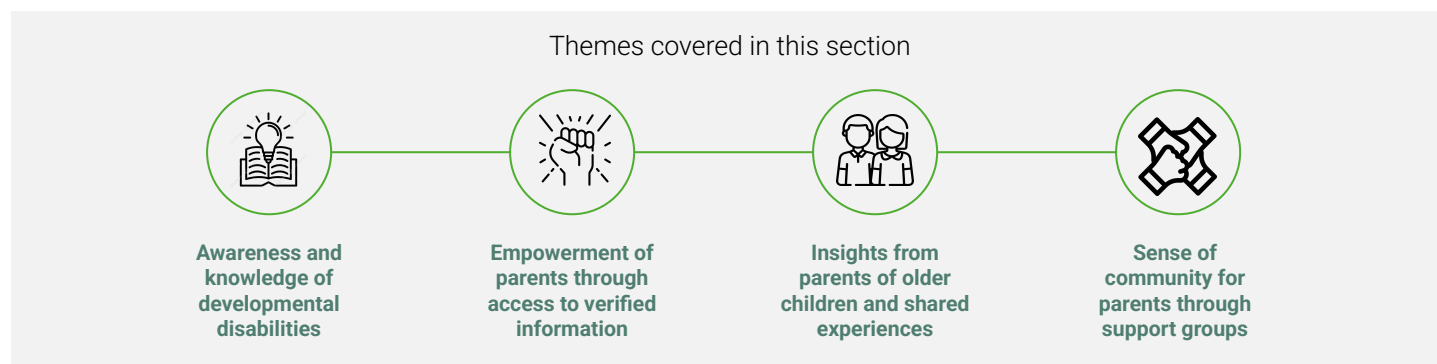 Themes covered in this section
Awareness and
knowledge of
developmental
disabilities
Empowerment of
parents through
access to verified
information
Insights from
parents of older
children and shared
experiences
Sense of
community for
parents through
support groups